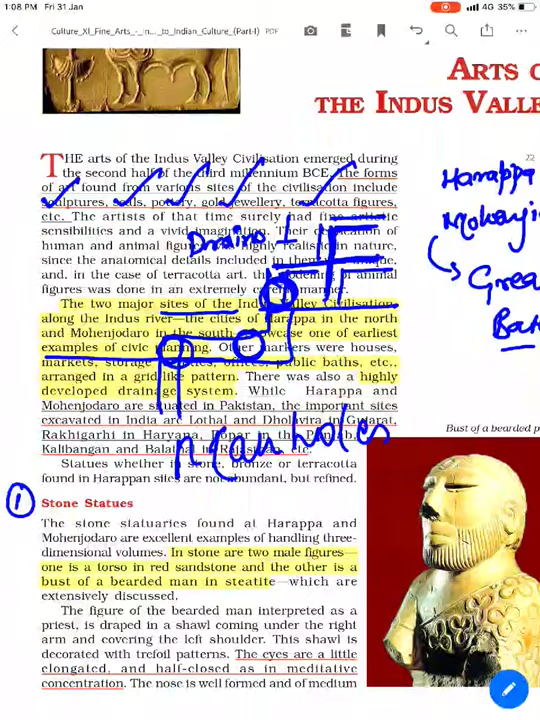 1:08 PM Fri 31 Jan
4G 35%
Culture_XI_Fine_Arts_-_in..._to_Indian_Culture_(Part-I)
PDF
ARTS O
THE INDUS VALLE
22
THE arts of the Indus Valley Civilisation emerged during
the second half of the third millennium BCE. The forms
of art found from various sites of the civilisation include
sculptures, seals, pottery, gold jewellery, terracotta figures,
etc. The artists of that time surely had fine artistic
sensibilities and a vivid imagination. Their delineation of
human and animal figures was highly realistic in nature,
since the anatomical details included in them was unique,
and, in the case of terracotta art, the modelling of animal
figures was done in an extremely careful manner.
The two major sites of the Indus Valley Civilisation,
along the Indus river—the cities of Harappa in the north
and Mohenjodaro in the south—showcase one of earliest
examples of civic planning. Other markers were houses,
markets, storage facilities, offices, public baths, etc.,
arranged in a grid-like pattern. There was also a highly
developed drainage system. While Harappa and
Mohenjodaro are situated in Pakistan, the important sites
excavated in India are Lothal and Dholavira in Gujarat,
Rakhigarhi in Haryana, Ropar in the Punjab,
Kalibangan and Balathal in Rajasthan, etc.
Statues whether in stone, bronze or terracotta
found in Harappan sites are not abundant, but refined.
1
Stone Statues
The stone statuaries found at Harappa and
Mohenjodaro are excellent examples of handling three-
dimensional volumes. In stone are two male figures—
one is a torso in red sandstone and the other is a
bust of a bearded man in steatite—which are
extensively discussed.
The figure of the bearded man interpreted as a
priest, is draped in a shawl coming under the right
arm and covering the left shoulder. This shawl is
decorated with trefoil patterns. The eyes are a little
elongated, and half-closed as in meditative
concentration. The nose is well formed and of medium
manholes
Harappa
Mohenj
Grea
Bat
Bust of a bearded p